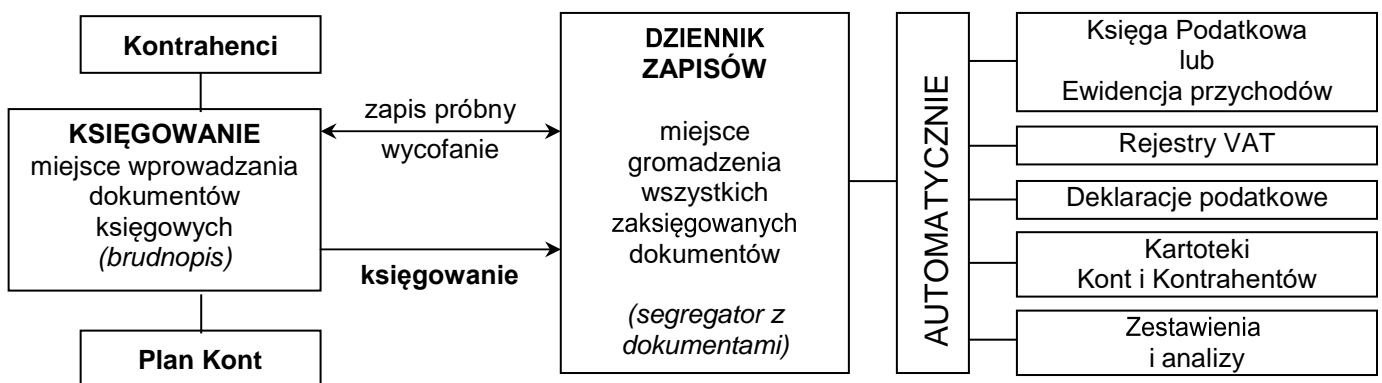 Kontrahenci
KSIĘGOWANIE
miejsce wprowadzania
dokumentów
księgowych
(brudnopis)
Plan Kont
zapis próbny
wycofanie
księgowanie
DZIENNIK
ZAPISÓW
miejsce
gromadzenia
wszystkich
zaksięgowanych
dokumentów
(segregator z
dokumentami)
AUTOMATYCZNIE
Księga Podatkowa
lub
Ewidencja przychodów
Rejestry VAT
Deklaracje podatkowe
Kartoteki
Kont i Kontrahentów
Zestawienia
i analizy